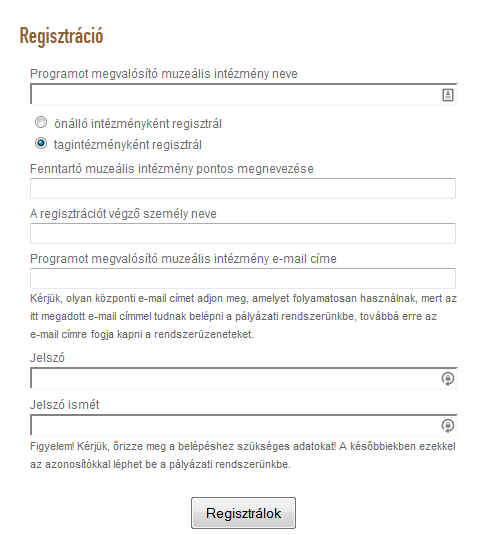 Regisztráció
Programot megvalósító muzeális intézmény neve
önálló intézményként regisztrál
tagintézményként regisztrál
Fenntartó muzeális intézmény pontos megnevezése
A regisztrációt végző személy neve
Programot megvalósító muzeális intézmény e-mail címe
Kérjük, olyan központi e-mail címet adjon meg, amelyet folyamatosan használnak, mert az
itt megadott e-mail címmel tudnak belépni a pályázati rendszerünkbe, továbbá erre az
e-mail címre fogja kapni a rendszerüzeneteket.
Jelszó
Jelszó ismét
Figyelem! Kérjük, őrizze meg a belépéshez szükséges adatokat! A későbbiekben ezekkel
az azonosítókkal léphet be a pályázati rendszerünkbe.
Regisztrálok